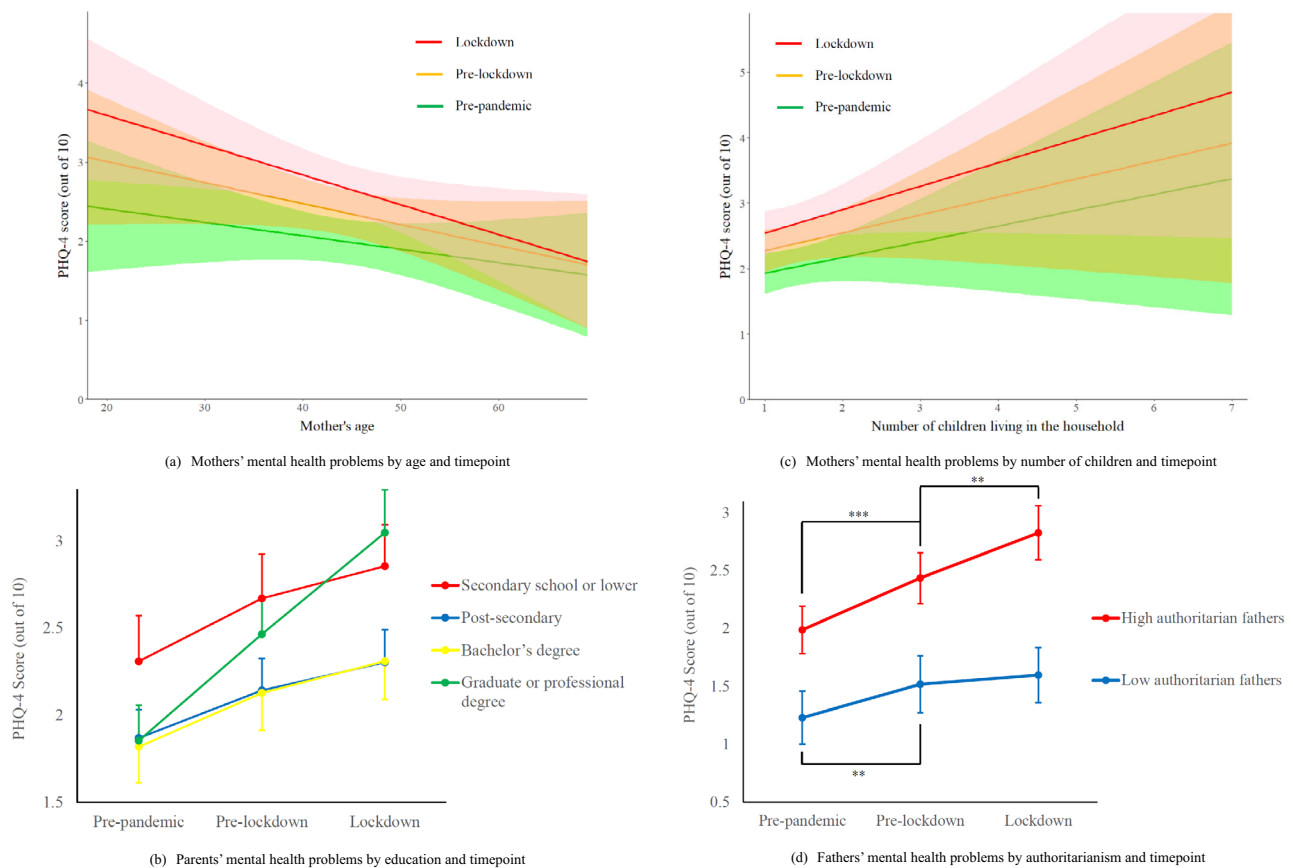 Lockdown
Pre-lockdown
Pre-pandemic
PHQ-4 score (out of 10)
4
3
2
1
0
20
30
40
50
60
Mother's age
(a) Mothers' mental health problems by age and timepoint
Lockdown
Pre-lockdown
Pre-pandemic
PHQ-4 score (our of 10)
5
4
3
2
1
0
1
2
3
4
5
6
7
Number of children living in the household
(c) Mothers' mental health problems by number of children and timepoint
PHQ-4 Score (out of 10)
3
2.5
2
1.5
Pre-pandemic
Pre-lockdown
Lockdown
Secondary school or lower
Post-secondary
Bachelor's degree
Graduate or professional
degree
(b) Parents' mental health problems by education and timepoint
PHQ-4 Score (out of 10)
3
2.5
2
1.5
1
0.5
***
**
**
Pre-pandemic
Pre-lockdown
Lockdown
High authoritarian fathers
Low authoritarian fathers
(d) Fathers' mental health problems by authoritarianism and timepoint